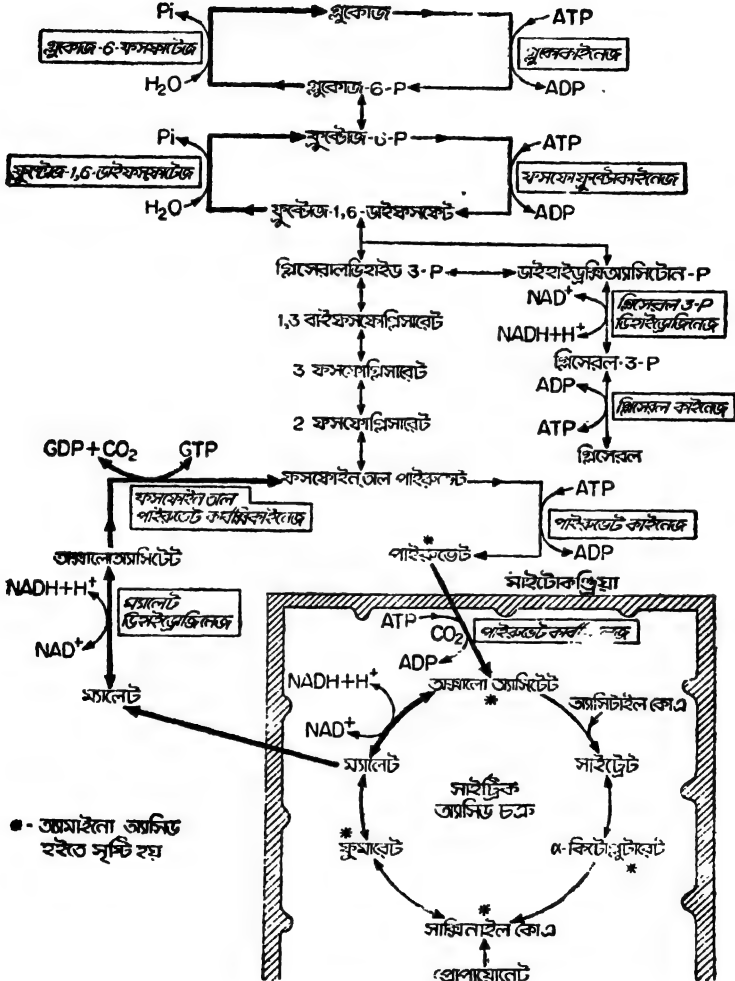 Pi গ্লুকোজ ATP
গ্লুকোজ-6-ফসফাটেজ গ্লুকোকাইনেজ
H₂O গ্লুকোজ-6-P ADP
Pi ফ্রুক্টোজ-6-P ATP
ফ্রুক্টোজ-1,6-ডাইফসফাটেজ ফসফোফ্রুক্টোকাইনেজ
H₂O ফ্রুক্টোজ-1,6-ডাইফসফেট ADP
গ্লিসেরালডিহাইড 3-P ডাইহাইড্রক্সিঅ্যাসিটোন-P
NAD⁺ গ্লিসেরল 3-P
ডিহাইড্রোজিনেজ
1,3 বাইফসফোগ্লিসারেট NADH+H⁺
3 ফসফোগ্লিসারেট গ্লিসেরল-3-P
ADP গ্লিসেরল কাইনেজ
2 ফসফোগ্লিসারেট ATP
GDP+CO₂ GTP গ্লিসেরল
ফসফোইনঅল পাইরুভেট
ফসফোইনঅল
পাইরুভেট কার্বক্সিকাইনেজ
ATP
পাইরুভেট কাইনেজ
অক্সালোঅ্যাসিটেট পাইরুভেট * ADP
NADH+H⁺ ম্যালেট
ডিহাইড্রোজিনেজ
NAD⁺
ম্যালেট
মাইটোকন্ড্রিয়া
ATP CO₂ পাইরুভেট
ADP
NADH+H⁺ অক্সালো অ্যাসিটেট *
NAD⁺ অ্যাসিটাইল কোএ
ম্যালেট সাইট্রেট
সাইট্রিক
অ্যাসিড চক্র
* ফুমারেট α-কিটোগ্লুটারেট *
* - অ্যামাইনো অ্যাসিড
হইতে সৃষ্টি হয়
*
সাক্সিনাইল কোএ
প্রোপায়োনেট